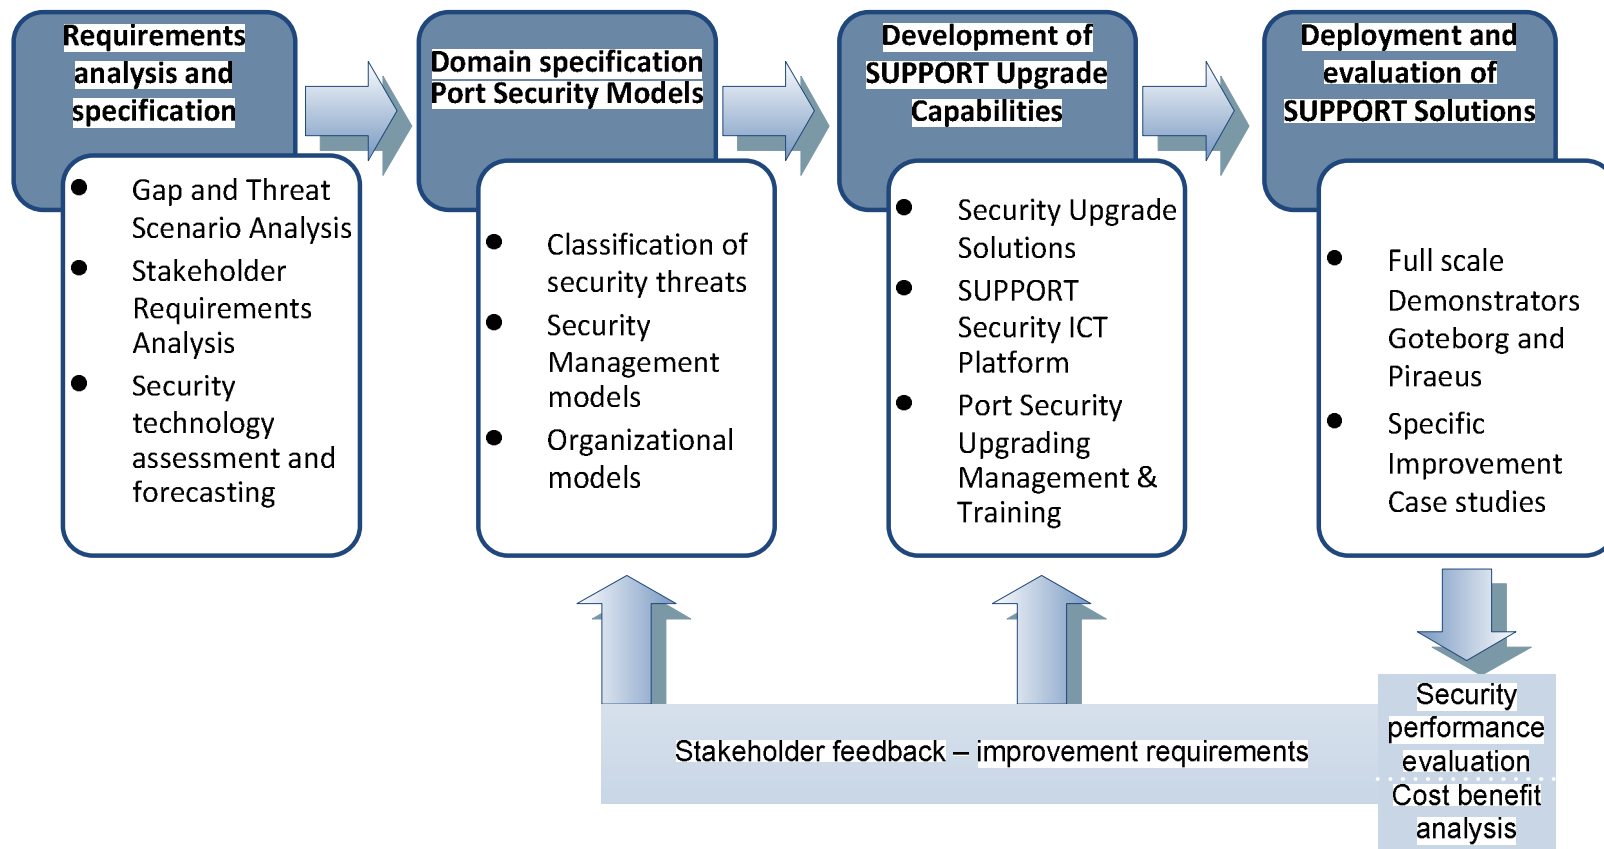 Requirements
analysis and
specification
Gap and Threat
Scenario Analysis
Stakeholder
Requirements
Analysis
Security
technology
assessment and
forecasting
Domain specification
Port Security Models
Classification of
security threats
Security
Management
models
Organizational
models
Development of
SUPPORT Upgrade
Capabilities
Security Upgrade
Solutions
SUPPORT
Security ICT
Platform
Port Security
Upgrading
Management &
Training
Deployment and
evaluation of
SUPPORT Solutions
Full scale
Demonstrators
Goteborg and
Piraeus
Specific
Improvement
Case studies
Stakeholder feedback – improvement requirements
Security
performance
evaluation
Cost benefit
analysis